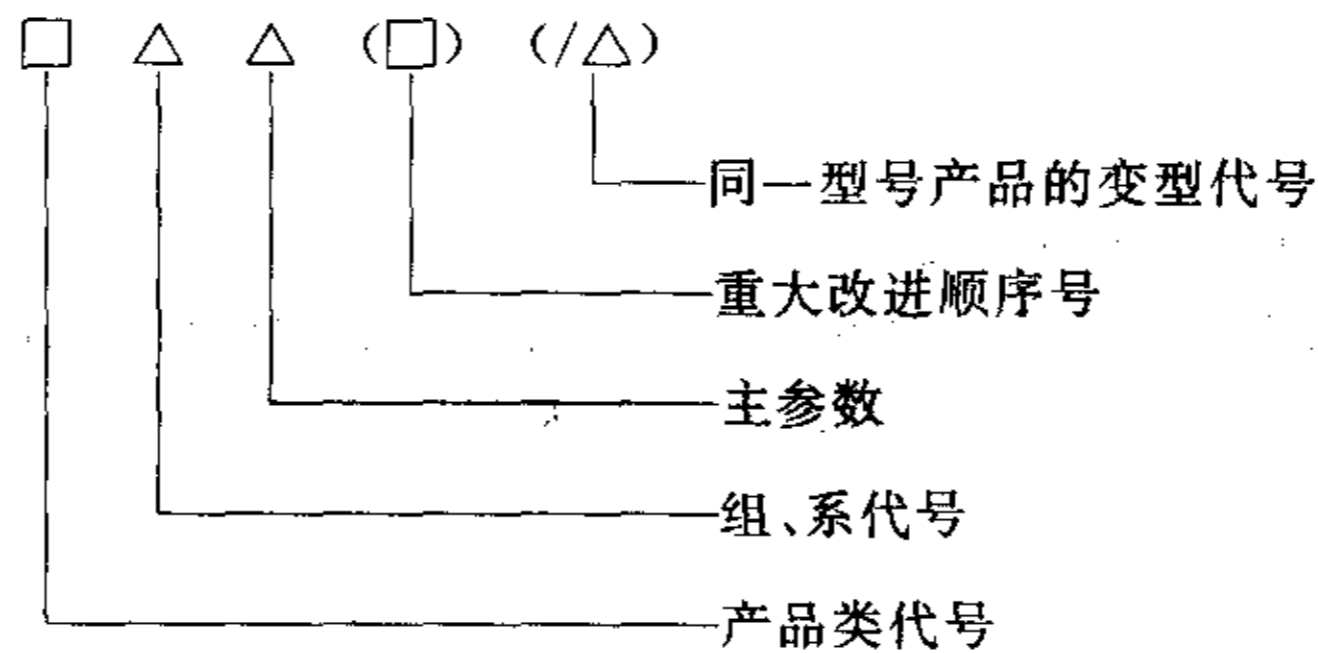 □ △ △ (□) (/△)
同一型号产品的变型代号
重大改进顺序号
主参数
组、系代号
产品类代号